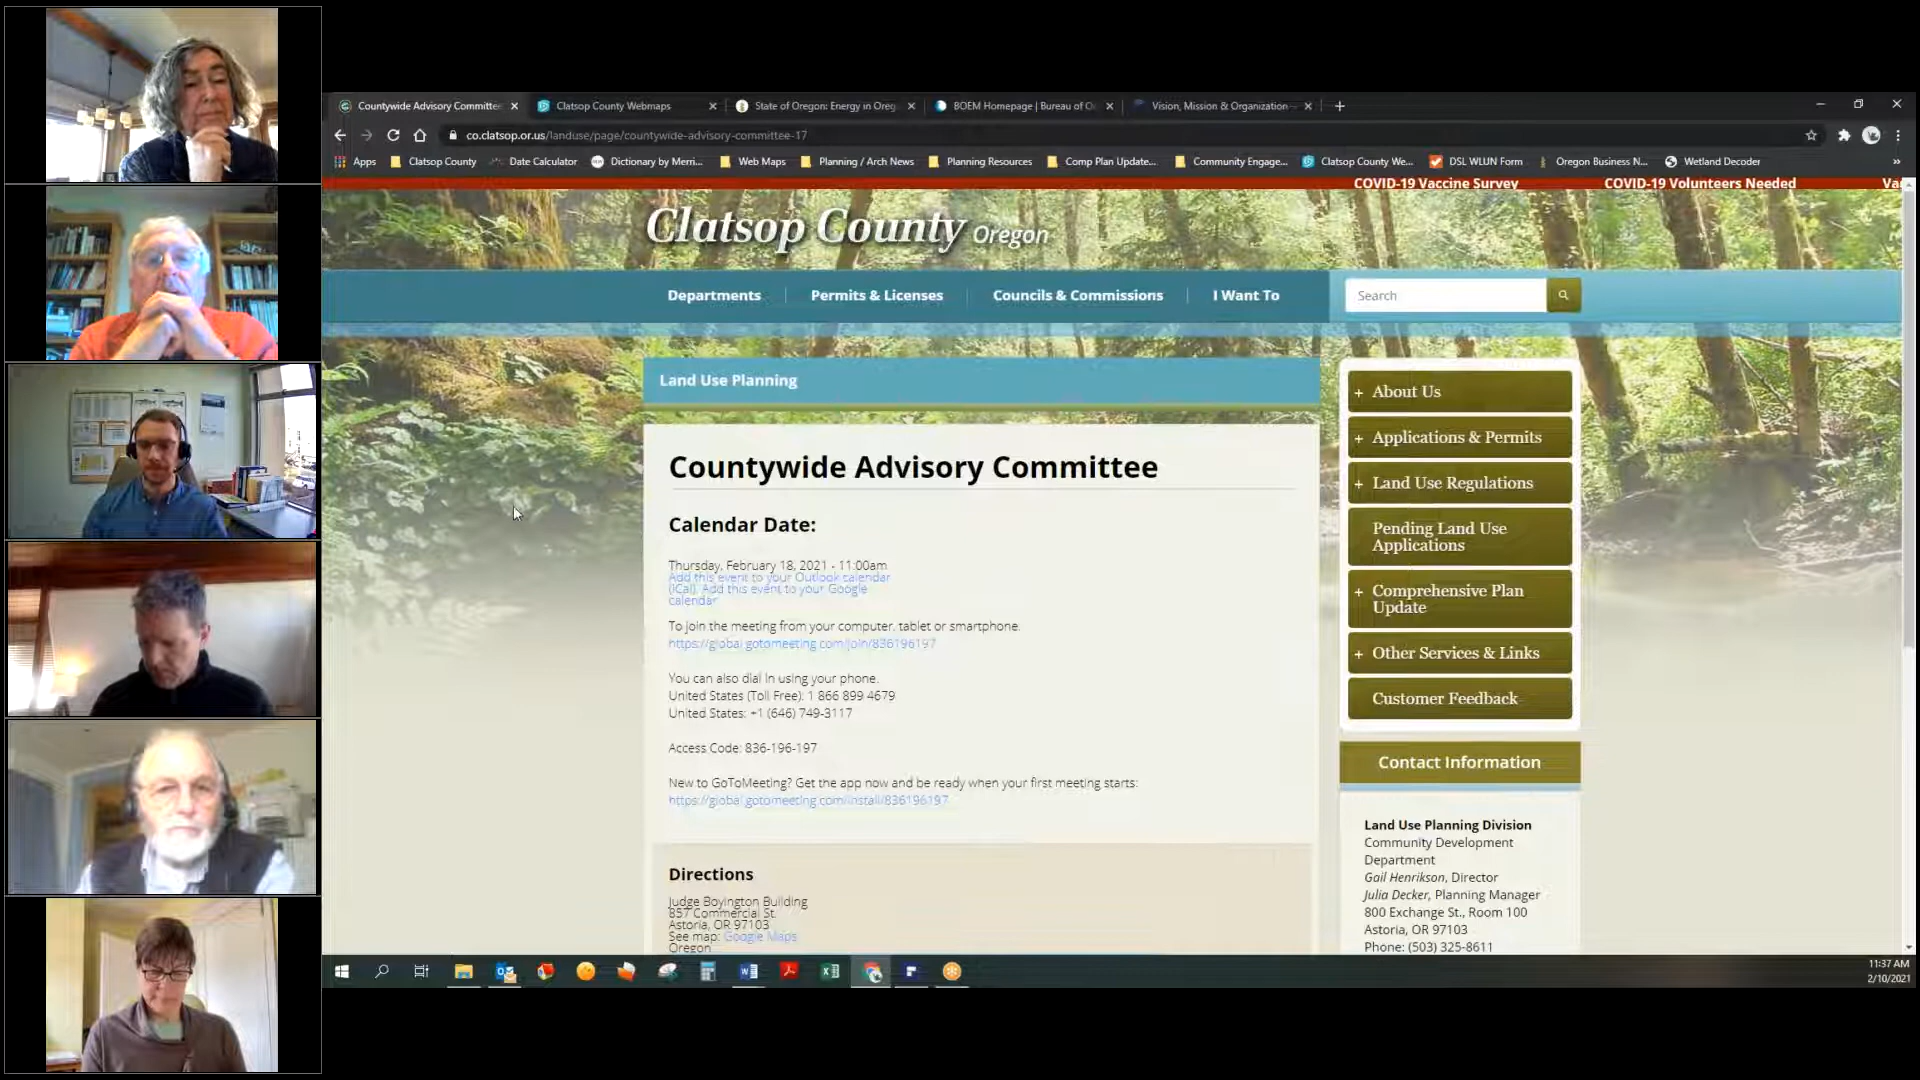 Countywide Advisory Committe
Clatsop County Webmaps
State of Oregon: Energy in Oreg
BOEM Homepage | Bureau of O
Vision, Mission & Organization
co.clatsop.or.us/landuse/page/countywide-advisory-committee-17
Apps
Clatsop County
Date Calculator
Dictionary by Merri...
Web Maps
Planning / Arch News
Planning Resources
Comp Plan Update...
Community Engage...
Clatsop County We...
DSL WLUN Form
Oregon Business N...
Wetland Decoder
COVID-19 Vaccine Survey
COVID-19 Volunteers Needed
Va
Clatsop County Oregon
Departments
Permits & Licenses
Councils & Commissions
I Want To
Search
Land Use Planning
Countywide Advisory Committee
Calendar Date:
Thursday, February 18, 2021 - 11:00am
Add this event to your Outlook calendar
(iCal). Add this event to your Google
calendar
To join the meeting from your computer, tablet or smartphone.
https://global.gotomeeting.com/join/836196197
You can also dial in using your phone.
United States (Toll Free): 1 866 899 4679
United States: +1 (646) 749-3117
Access Code: 836-196-197
New to GoToMeeting? Get the app now and be ready when your first meeting starts:
https://global.gotomeeting.com/install/836196197
Directions
Judge Boyington Building
857 Commercial St.
Astoria, OR 97103
See map: Google Maps
Oregon
+ About Us
+ Applications & Permits
+ Land Use Regulations
Pending Land Use
Applications
+ Comprehensive Plan
Update
+ Other Services & Links
Customer Feedback
Contact Information
Land Use Planning Division
Community Development
Department
Gail Henrikson, Director
Julia Decker, Planning Manager
800 Exchange St., Room 100
Astoria, OR 97103
Phone: (503) 325-8611
11:37 AM
2/10/2021